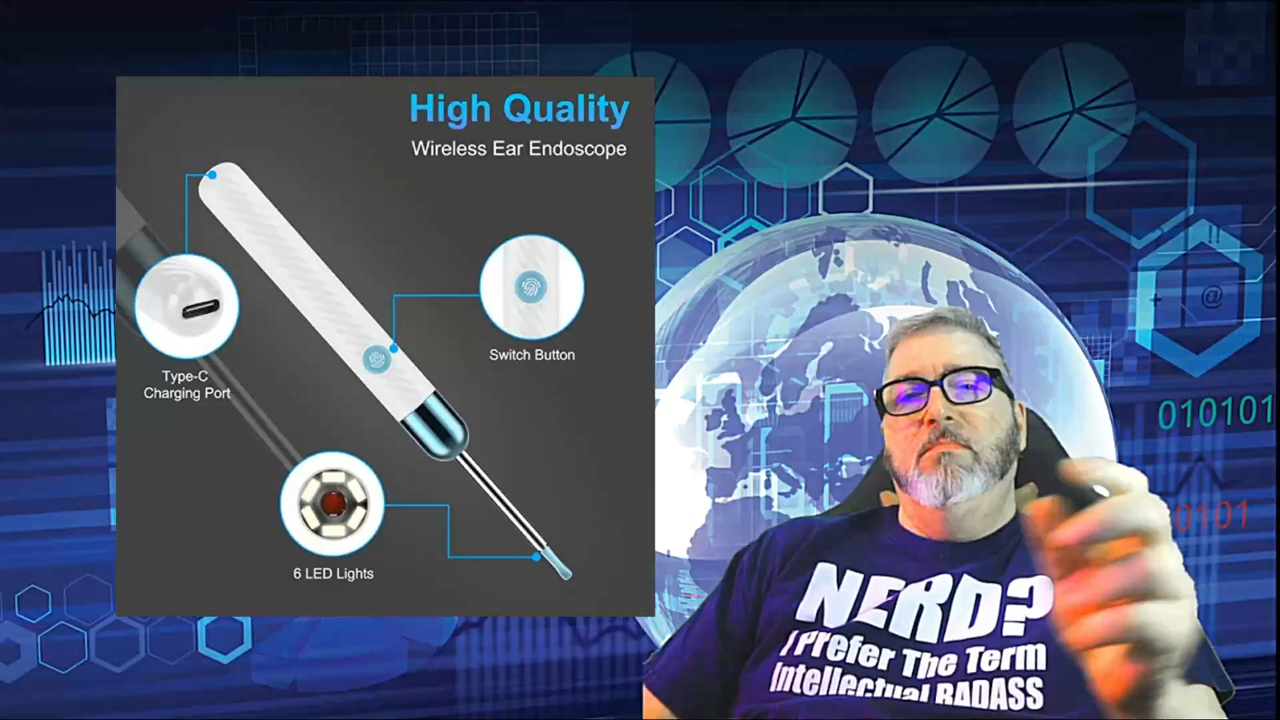 High Quality
Wireless Ear Endoscope
Switch Button
Type-C
Charging Port
6 LED Lights
@
010101
0101
NERD?
I Prefer The Term
Intellectual BADASS